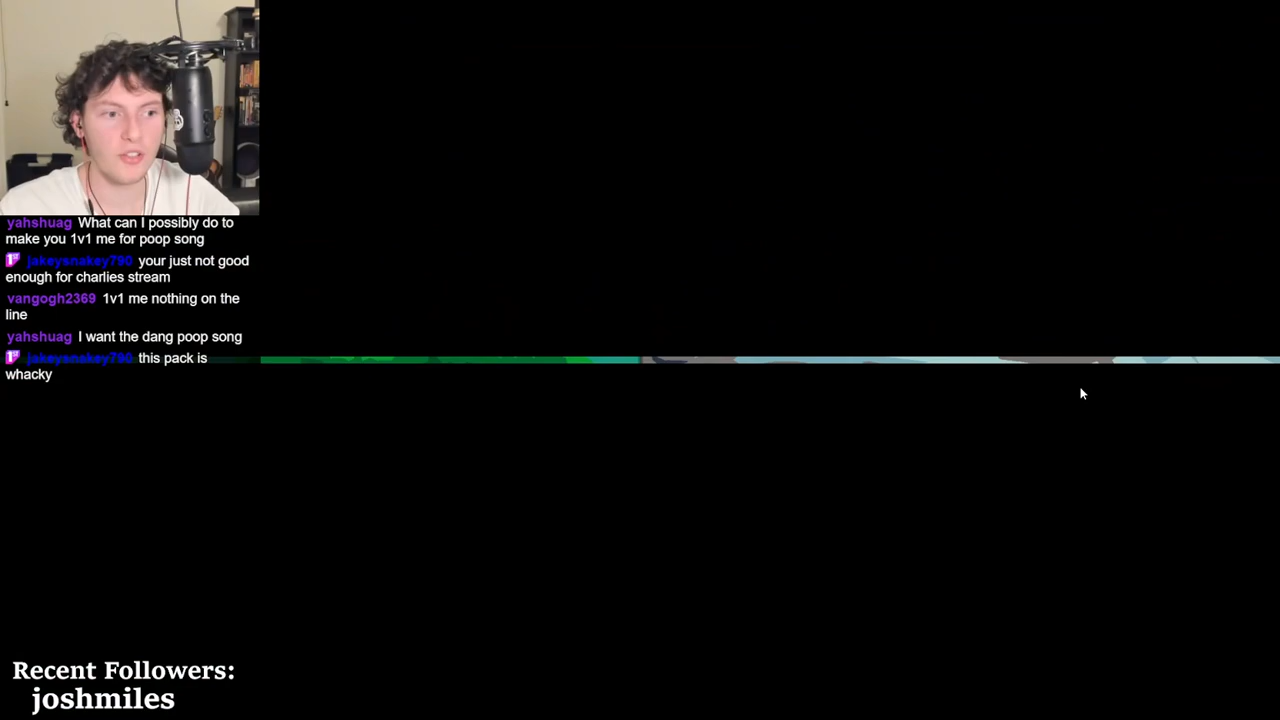 yahshuag What can I possibly do to
make you 1v1 me for poop song
jakeysnakey790 your just not good
enough for charlies stream
vangogh2369 1v1 me nothing on the
line
yahshuag I want the dang poop song
jakeysnakey790 this pack is
whacky
Recent Followers:
joshmiles